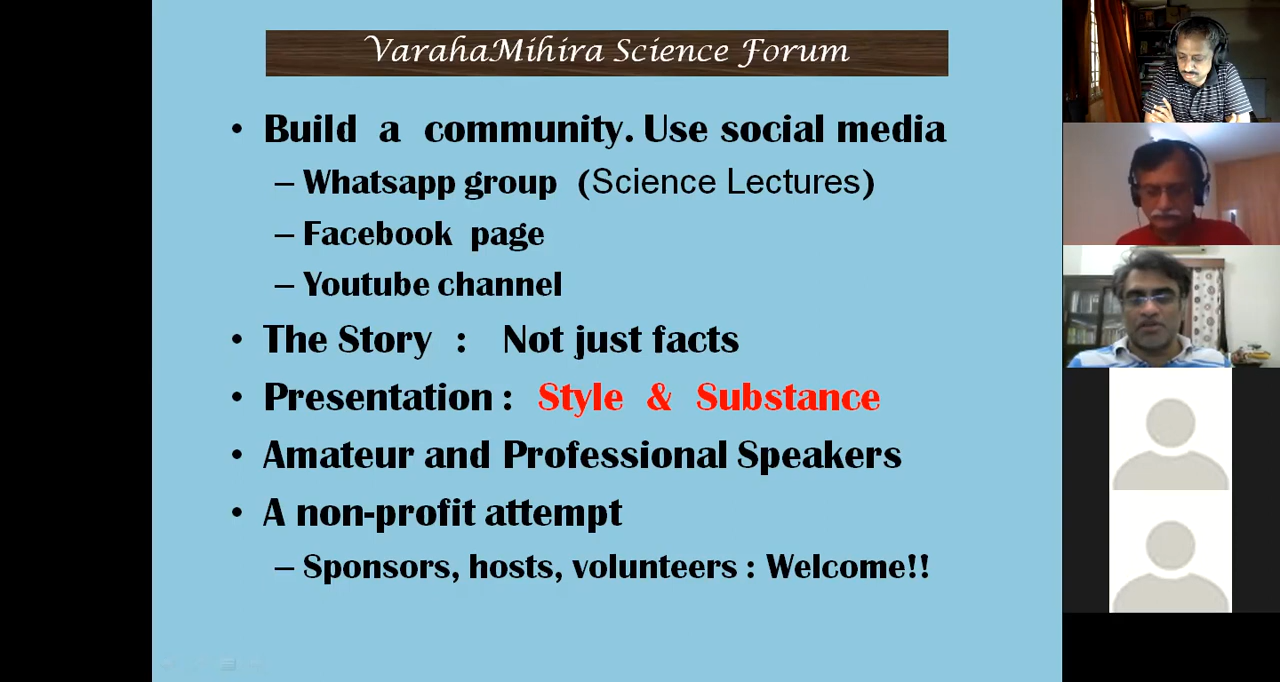 VarahaMihira Science Forum
• Build a community. Use social media
– Whatsapp group (Science Lectures)
– Facebook page
– Youtube channel
• The Story : Not just facts
• Presentation : Style & Substance
• Amateur and Professional Speakers
• A non-profit attempt
– Sponsors, hosts, volunteers : Welcome!!